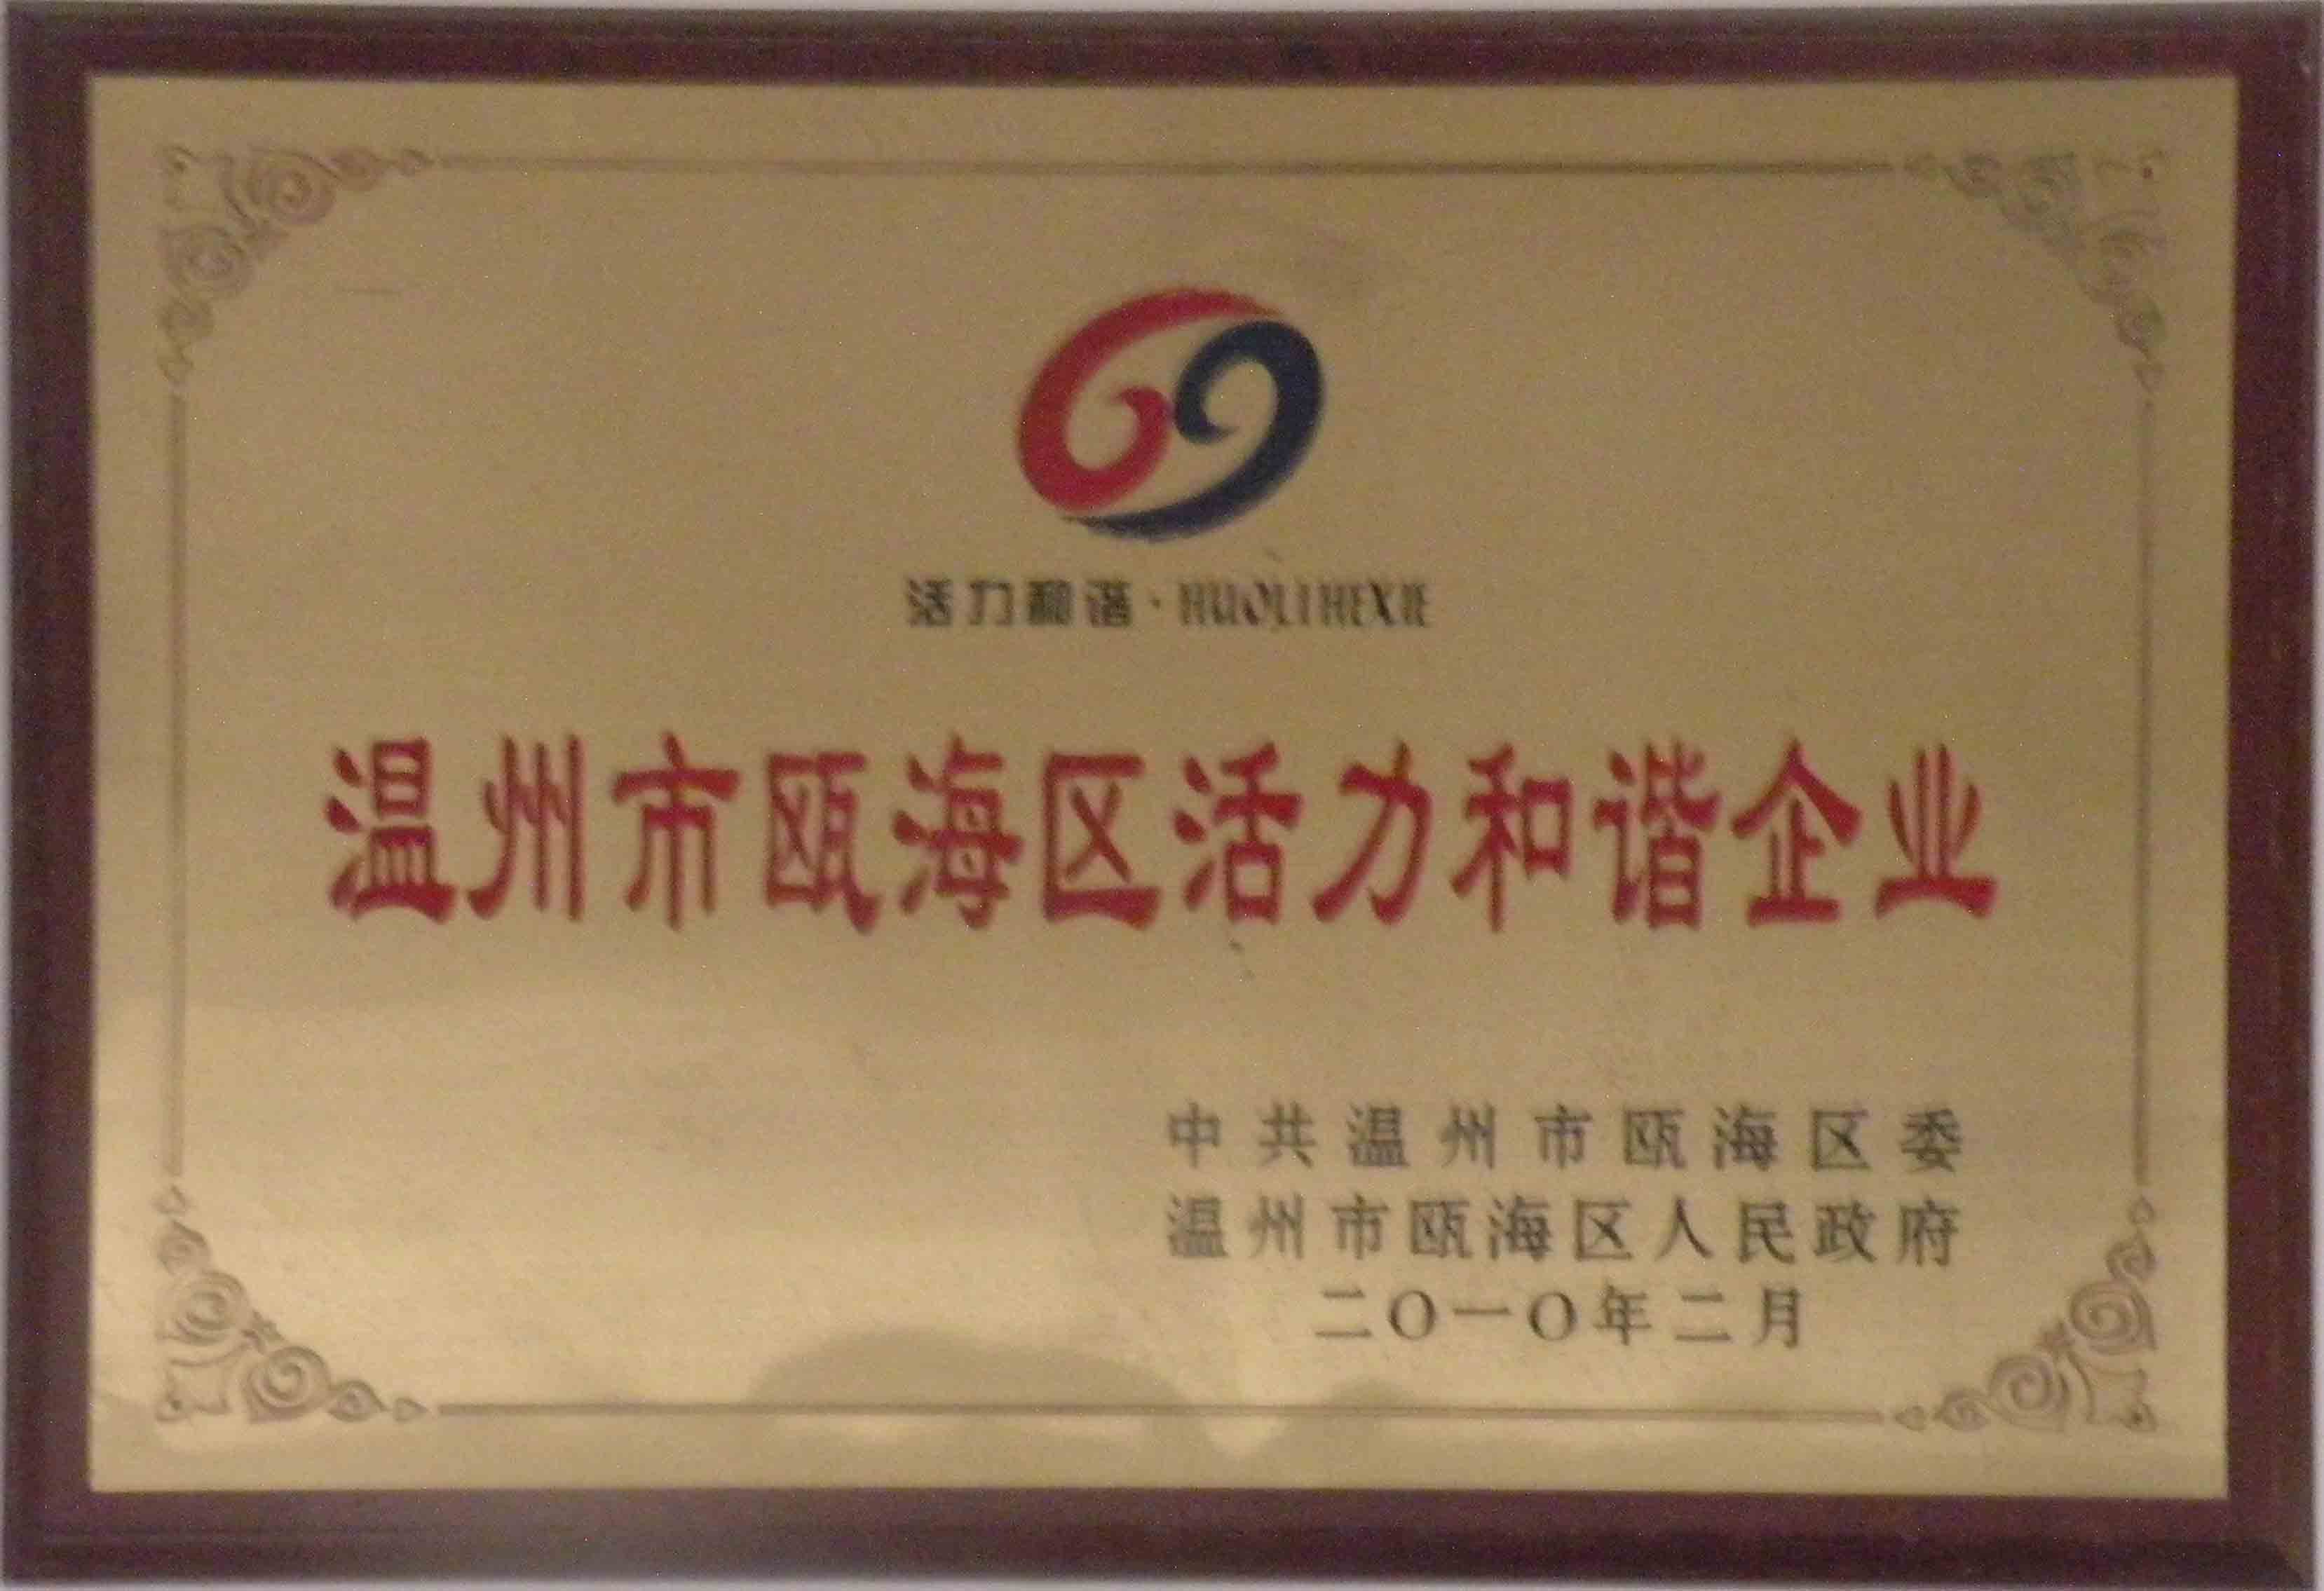 活力和谐·HUOLIHEXIE
温州市瓯海区活力和谐企业
中共温州市瓯海区委
温州市瓯海区人民政府
二〇一〇年二月